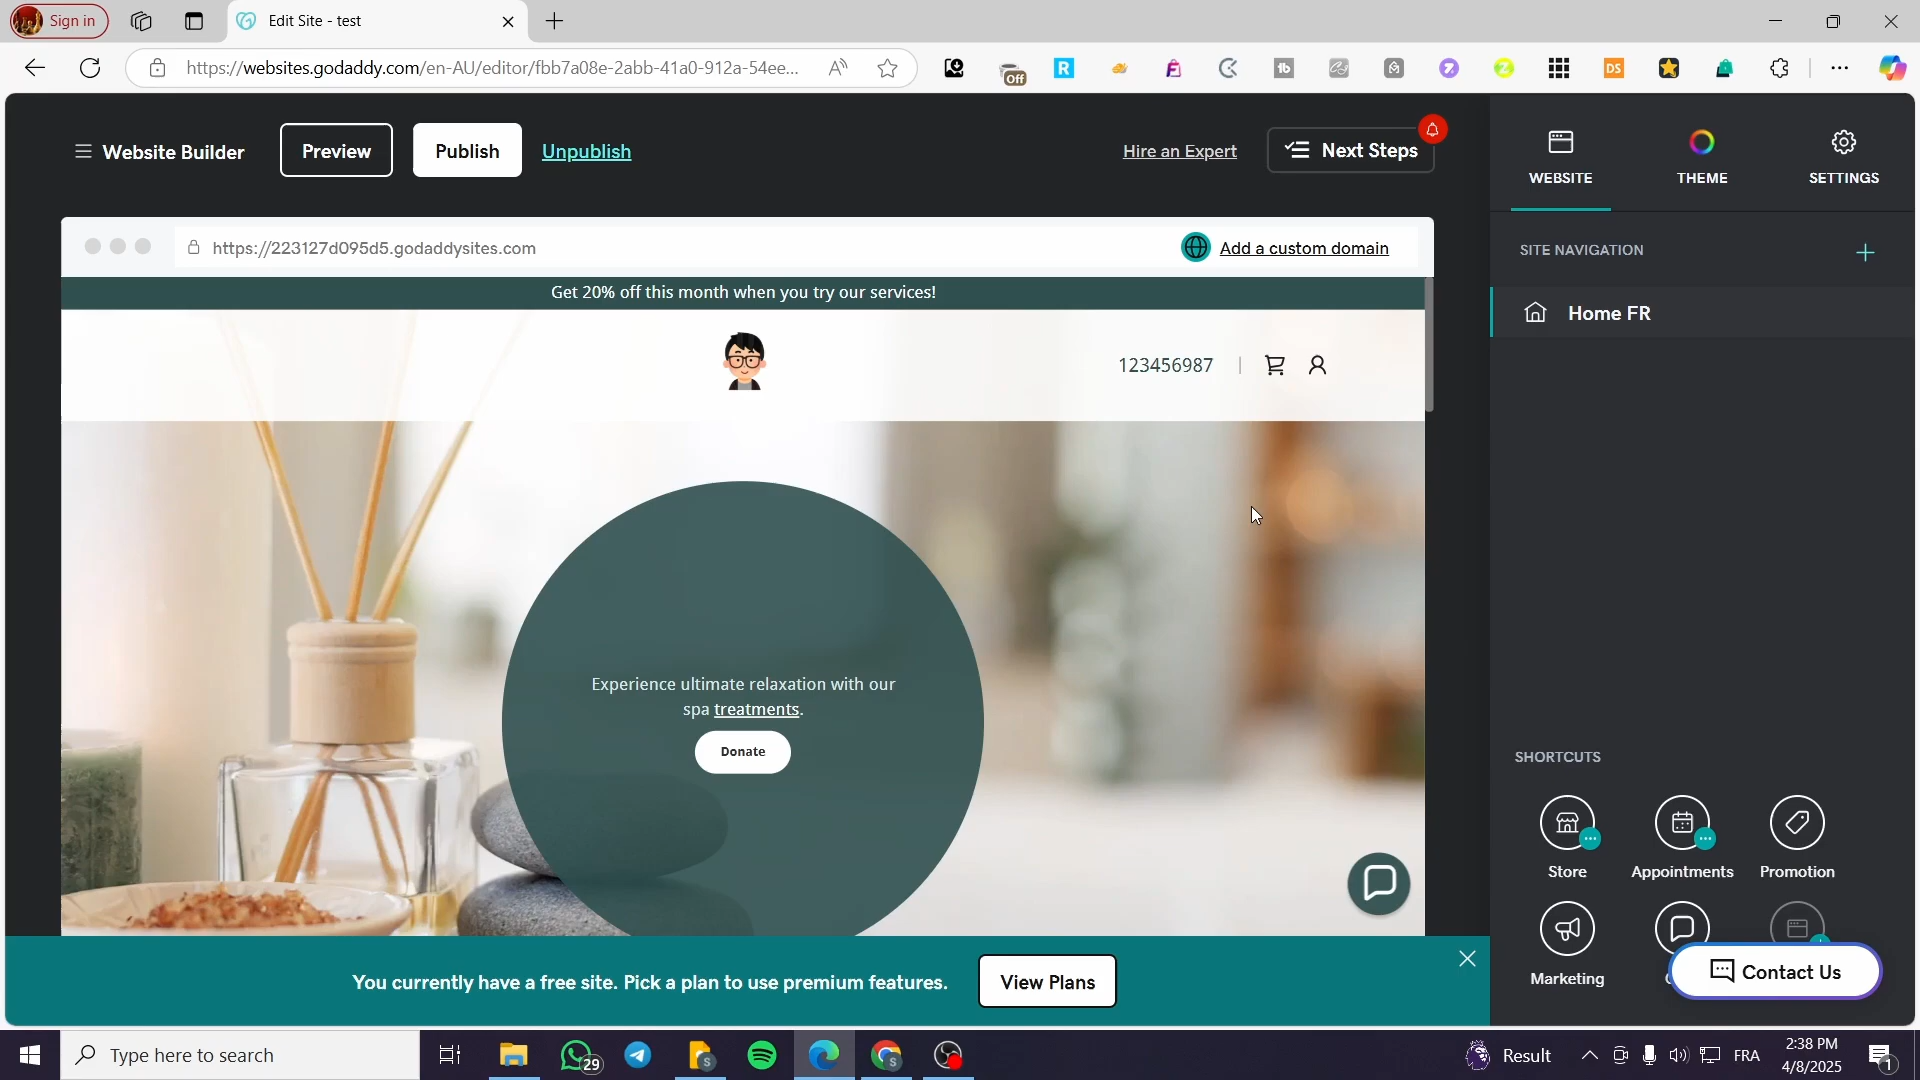 Sign in
Edit Site - test
https://websites.godaddy.com/en-AU/editor/fbb7a08e-2abb-41a0-912a-54ee...
Off
DS
Website Builder
Preview
Publish
Unpublish
Hire an Expert
Next Steps
WEBSITE
THEME
SETTINGS
https://223127d095d5.godaddysites.com
Add a custom domain
SITE NAVIGATION
Home FR
Get 20% off this month when you try our services!
123456987
Experience ultimate relaxation with our
spa treatments.
Donate
SHORTCUTS
Store
Appointments
Promotion
Marketing
Contact Us
You currently have a free site. Pick a plan to use premium features.
View Plans
Type here to search
29
Result
FRA
2:38 PM
4/8/2025
1